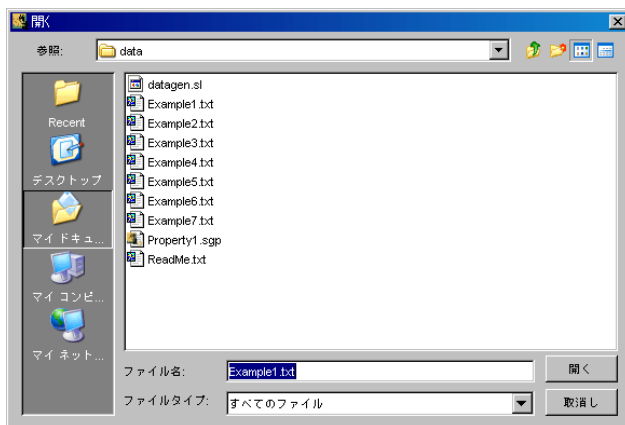 開く
参照: data
datagen.sl
Example1.txt
Example2.txt
Example3.txt
Example4.txt
Example5.txt
Example6.txt
Example7.txt
Property1.sgp
ReadMe.txt
Recent
デスクトップ
マイ ドキュ...
マイ コンピ...
マイ ネット...
ファイル名: Example1.txt 開く
ファイルタイプ: すべてのファイル 取消し